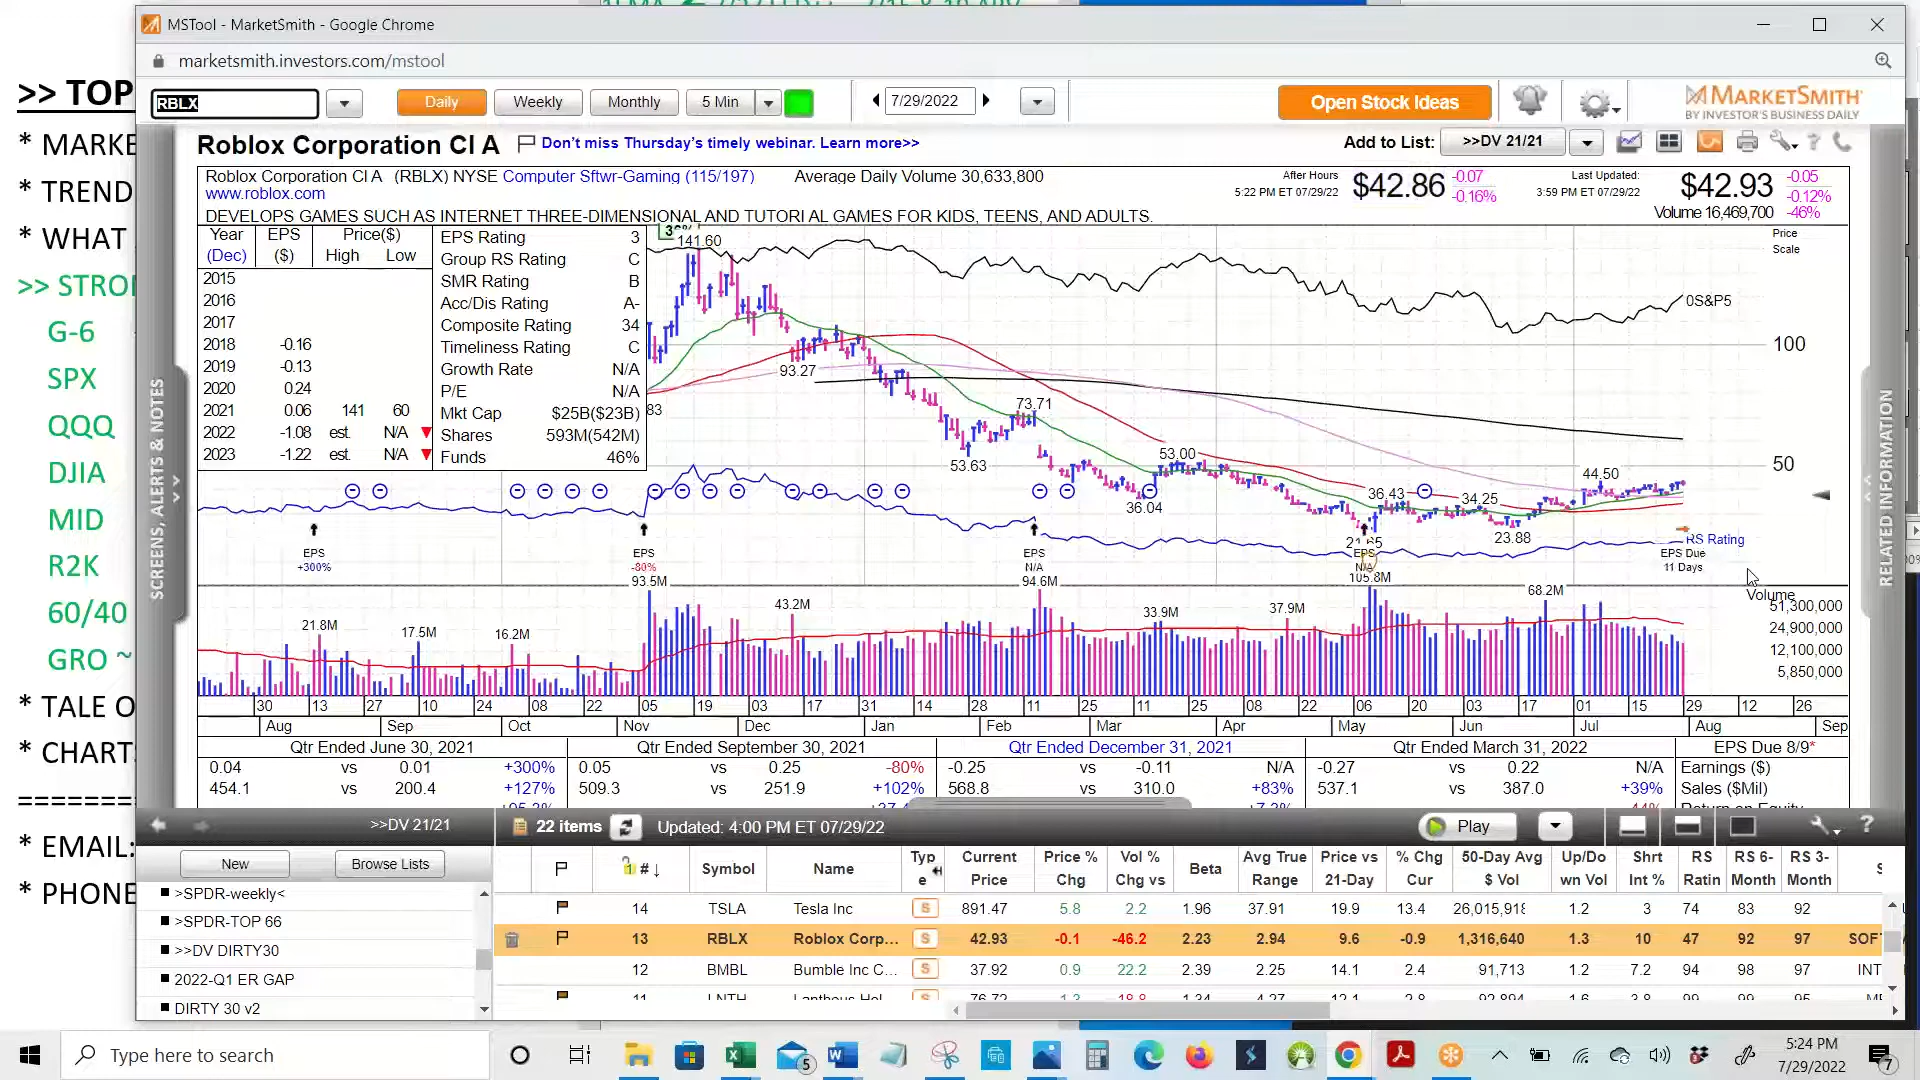 MSTool - MarketSmith - Google Chrome
marketsmith.investors.com/mstool
>> TOP
* MARKE
* TREND
* WHAT
>> STRO
G-6
SPX
QQQ
DJIA
MID
R2K
60/40
GRO ~
* TALE O
* CHART
* EMAIL:
* PHONE
RBLX
Daily
Weekly
Monthly
5 Min
7/29/2022
Open Stock Ideas
MARKETSMITH
BY INVESTOR'S BUSINESS DAILY
Roblox Corporation Cl A
Don't miss Thursday's timely webinar. Learn more>>
Add to List:
>>DV 21/21
Roblox Corporation Cl A (RBLX) NYSE Computer Sftwr-Gaming (115/197) Average Daily Volume 30,633,800
www.roblox.com
DEVELOPS GAMES SUCH AS INTERNET THREE-DIMENSIONAL AND TUTORI AL GAMES FOR KIDS, TEENS, AND ADULTS.
After Hours
5:22 PM ET 07/29/22
$42.86
-0.07
-0.16%
Last Updated:
3:59 PM ET 07/29/22
$42.93
-0.05
-0.12%
Volume 16,469,700 -46%
Year EPS Price($)
(Dec) ($) High Low
2015
2016
2017
2018 -0.16
2019 -0.13
2020 0.24
2021 0.06 141 60
2022 -1.08 est. N/A
2023 -1.22 est. N/A
EPS Rating 3
Group RS Rating C
SMR Rating B
Acc/Dis Rating A-
Composite Rating 34
Timeliness Rating C
Growth Rate N/A
P/E N/A
Mkt Cap $25B($23B)
Shares 593M(542M)
Funds 46%
141.60
83
93.27
53.63
73.71
36.04
53.00
36.43
34.25
23.88
44.50
0S&P5
Price
Scale
100
50
RS Rating
EPS
+300%
EPS
-80%
EPS
N/A
EPS Due
11 Days
Volume
51,300,000
24,900,000
12,100,000
5,850,000
21.8M
17.5M
16.2M
93.5M
43.2M
94.6M
33.9M
37.9M
105.8M
68.2M
30 13 27 10 24 08 22 05 19 17 31 14 28 11 25 11 25 08 22 06 20 03 17 01 15 29 12 26
Aug Sep Oct Nov Dec Jan Feb Mar Apr May Jun Jul Aug Sep
Qtr Ended June 30, 2021
0.04 vs 0.01 +300%
454.1 vs 200.4 +127%
Qtr Ended September 30, 2021
0.05 vs 0.25 -80%
509.3 vs 251.9 +102%
Qtr Ended December 31, 2021
-0.25 vs -0.11 N/A
568.8 vs 310.0 +83%
Qtr Ended March 31, 2022
-0.27 vs 0.22 N/A
537.1 vs 387.0 +39%
EPS Due 8/9*
Earnings ($)
Sales ($Mil)
SCREENS, ALERTS & NOTES
RELATED INFORMATION
>>DV 21/21
22 items
Updated: 4:00 PM ET 07/29/22
Play
New
Browse Lists
>SPDR-weekly<
>SPDR-TOP 66
>>DV DIRTY30
2022-Q1 ER GAP
DIRTY 30 v2
# Symbol Name Type Current Price Price % Chg Vol % Chg vs Beta Avg True Range Price vs 21-Day % Chg Cur 50-Day Avg $ Vol Up/Down Vol Shrt Int % RS Ratin RS 6-Month RS 3-Month
14 TSLA Tesla Inc S 891.47 5.8 2.2 1.96 37.91 19.9 13.4 26,015,918 1.2 3 74 83 92
13 RBLX Roblox Corp... S 42.93 -0.1 -46.2 2.23 2.94 9.6 -0.9 1,316,640 1.3 10 47 92 97 SOF
12 BMBL Bumble Inc C... S 37.92 0.9 22.2 2.39 2.25 14.1 2.4 91,713 1.2 7.2 94 98 97 INT
Type here to search
5
5:24 PM
7/29/2022
7